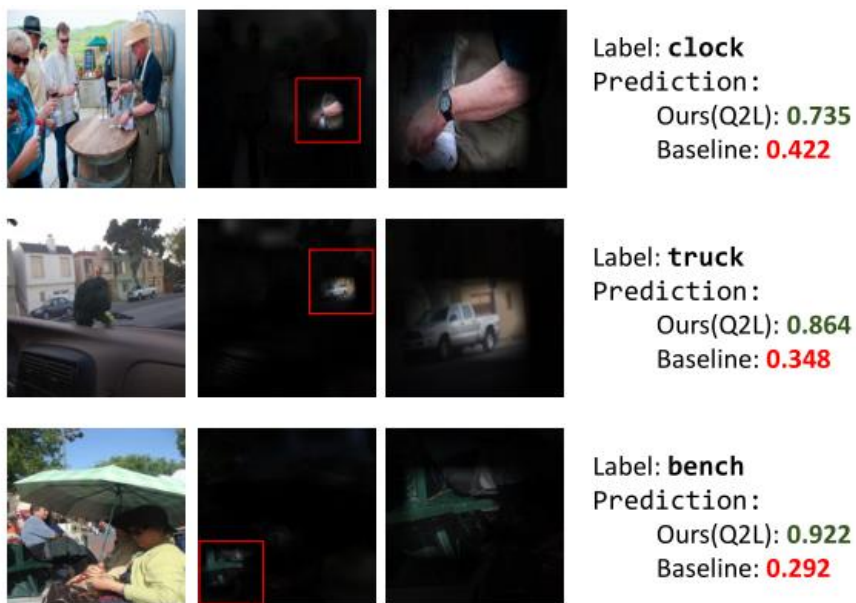 Label: clock
Prediction:
Ours(Q2L): 0.735
Baseline: 0.422
Label: truck
Prediction:
Ours(Q2L): 0.864
Baseline: 0.348
Label: bench
Prediction:
Ours(Q2L): 0.922
Baseline: 0.292